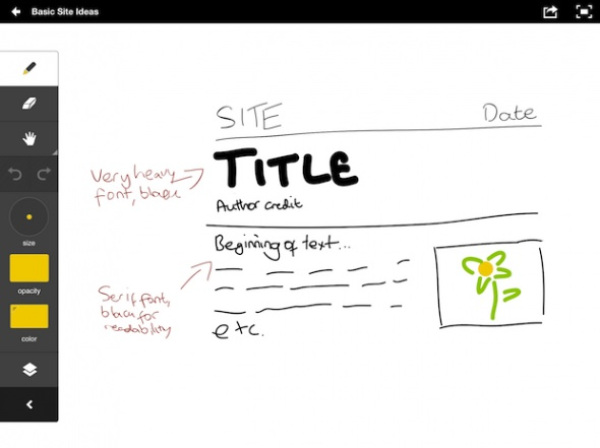 Basic Site Ideas
SITE Date
TITLE
Very heavy
font, black
Author credit
Beginning of text...
Serif font,
black for
readability
etc.
size
opacity
color